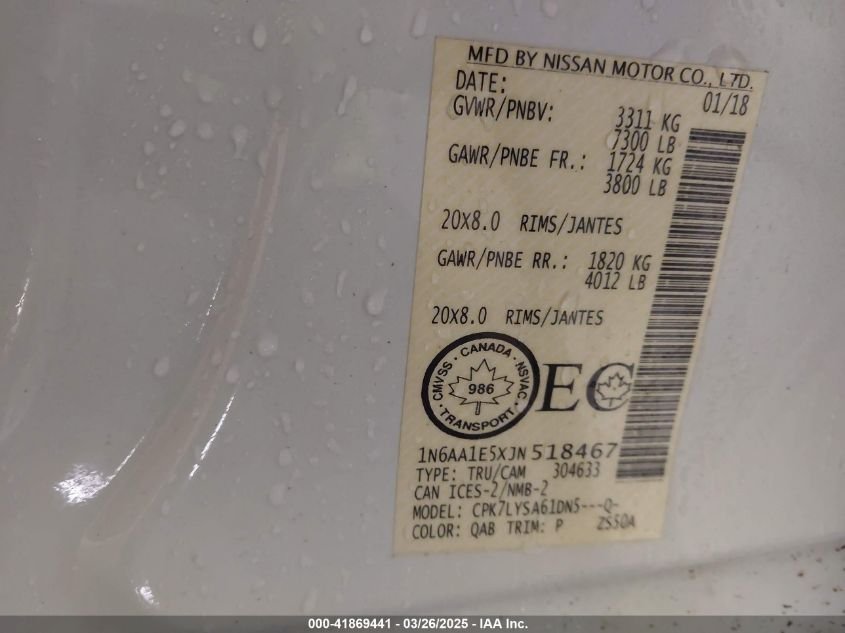 MFD BY NISSAN MOTOR CO., LTD.
DATE: 01/18
GVWR/PNBV: 3311 KG
7300 LB
GAWR/PNBE FR.: 1724 KG
3800 LB
20X8.0 RIMS/JANTES
GAWR/PNBE RR.: 1820 KG
4012 LB
20X8.0 RIMS/JANTES
CANADA
CMVSS · NSVAC
986
TRANSPORT
EC
1N6AA1E5XJN518467
TYPE: TRU/CAM 304633
CAN ICES-2/NMB-2
MODEL: CPK7LYSA61DN5---Q-
COLOR: QAB TRIM: P ZS50A
000-41869441 - 03/26/2025 - IAA Inc.